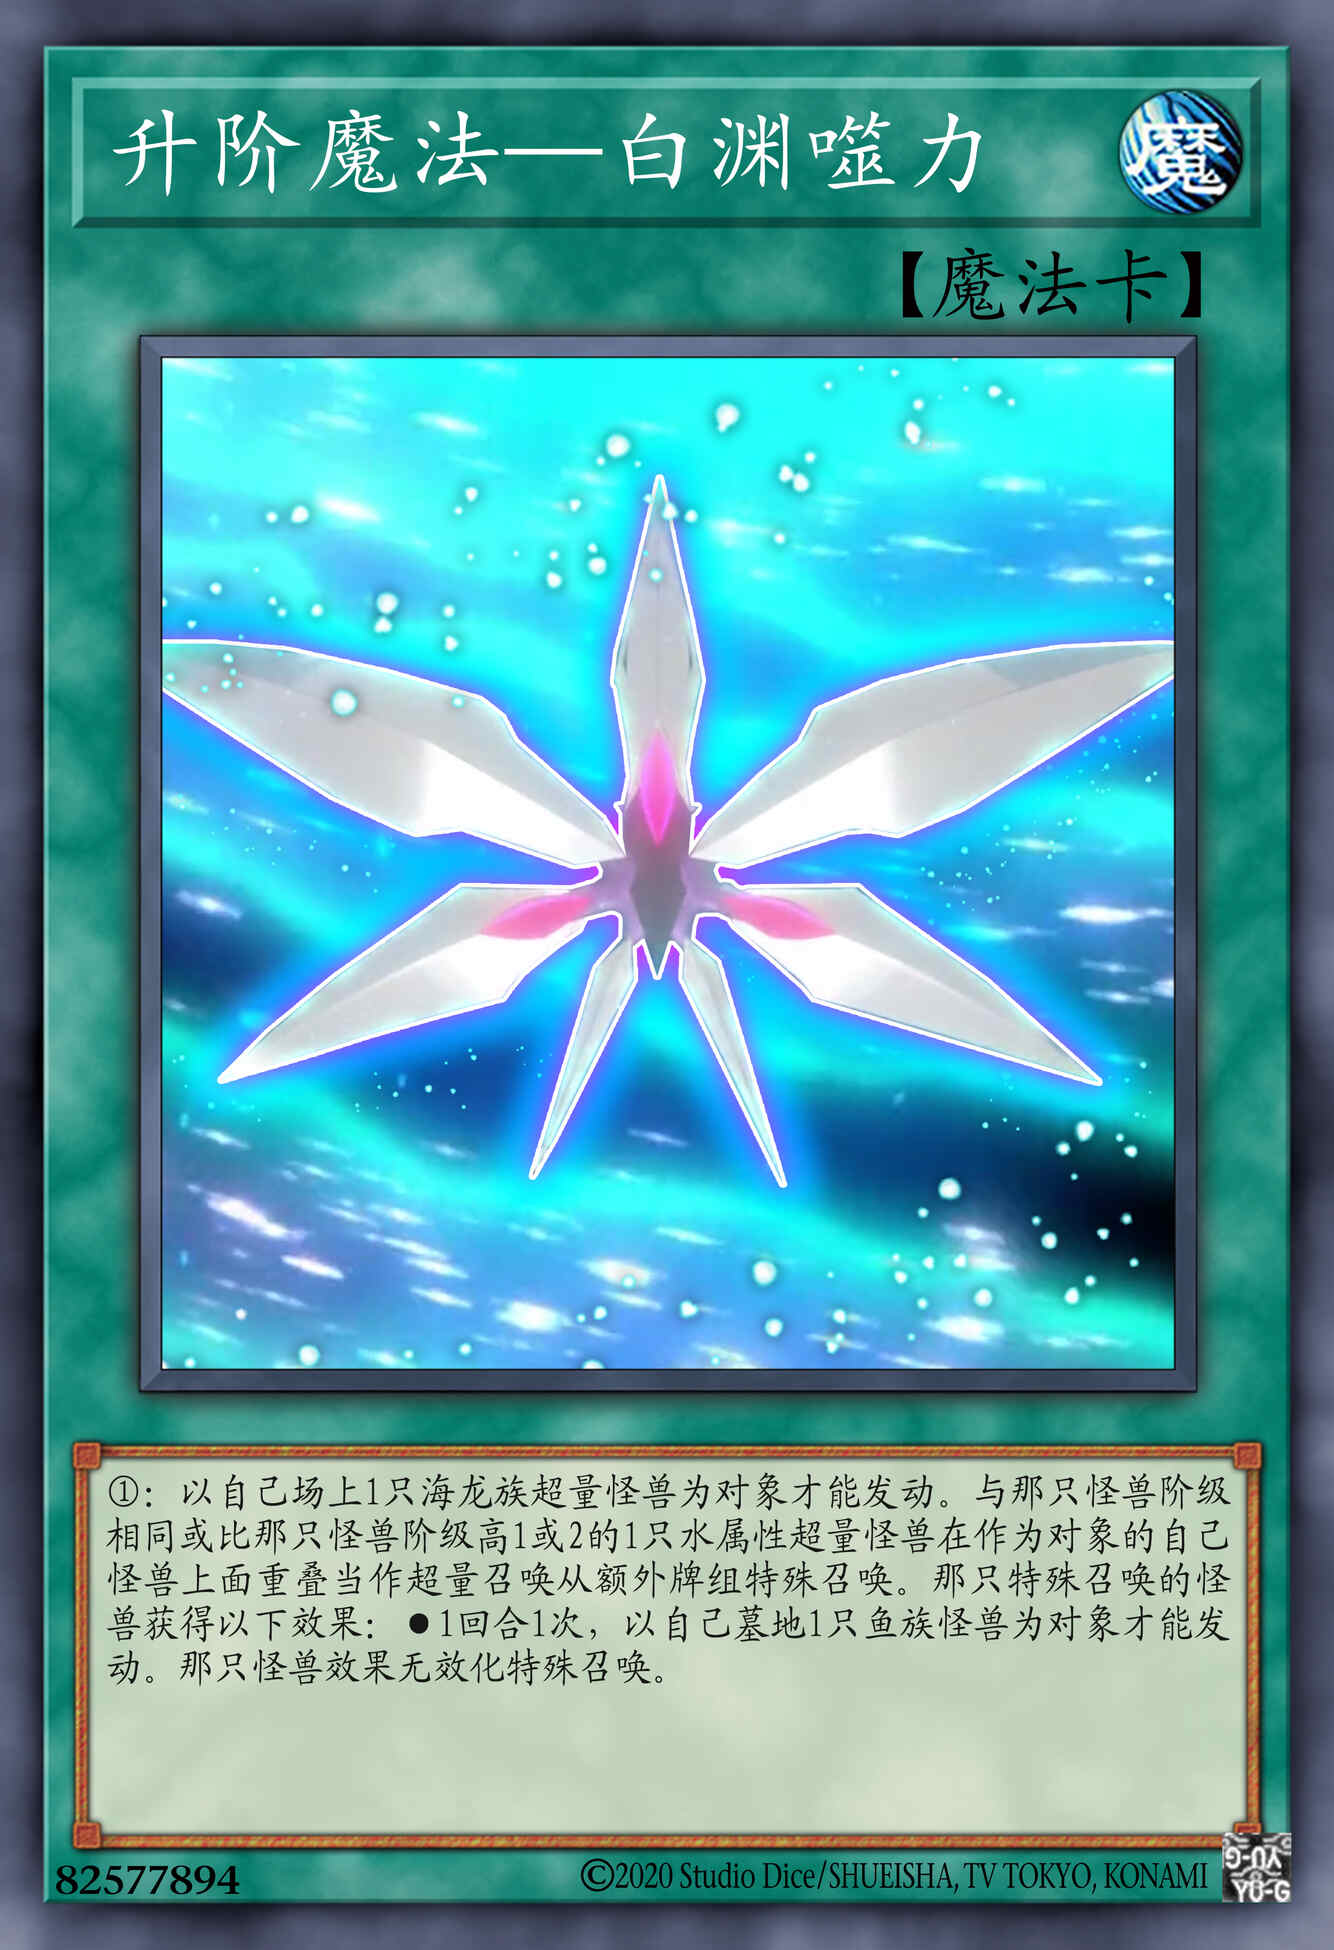 升阶魔法—白渊噬力
魔
【魔法卡】
①：以自己场上1只海龙族超量怪兽为对象才能发动。与那只怪兽阶级
相同或比那只怪兽阶级高1或2的1只水属性超量怪兽在作为对象的自己
怪兽上面重叠当作超量召唤从额外牌组特殊召唤。那只特殊召唤的怪
兽获得以下效果：●1回合1次，以自己墓地1只鱼族怪兽为对象才能发
动。那只怪兽效果无效化特殊召唤。
82577894
©2020 Studio Dice/SHUEISHA, TV TOKYO, KONAMI